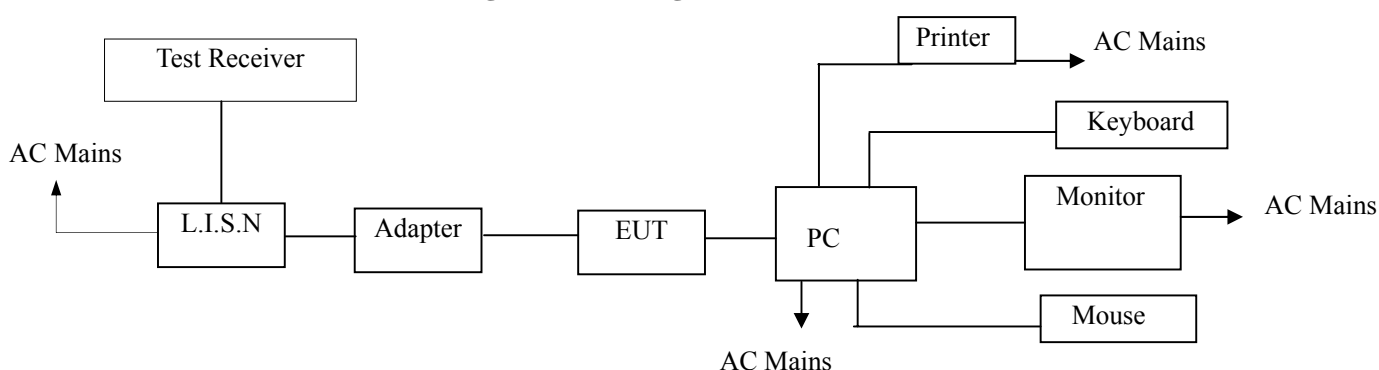 Printer
AC Mains
Test Receiver
Keyboard
AC Mains
Monitor
AC Mains
L.I.S.N
Adapter
EUT
PC
Mouse
AC Mains